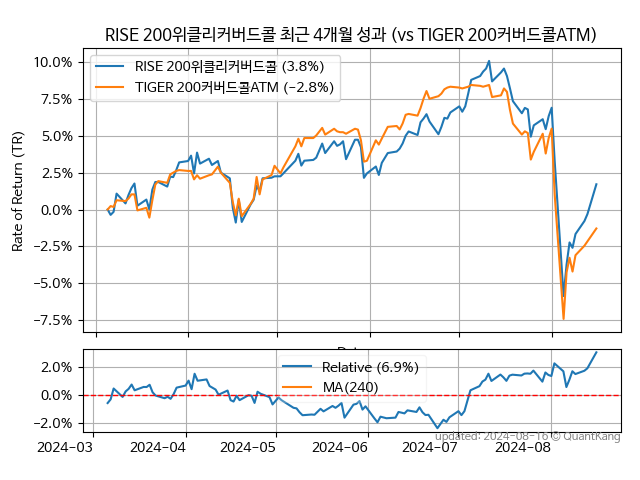 RISE 200위클리커버드콜 최근 4개월 성과 (vs TIGER 200커버드콜ATM)
RISE 200위클리커버드콜 (3.8%)
TIGER 200커버드콜ATM (−2.8%)
Rate of Return (TR)
10.0%
7.5%
5.0%
2.5%
0.0%
−2.5%
−5.0%
−7.5%
Relative (6.9%)
MA(240)
2.0%
0.0%
−2.0%
2024-03
2024-04
2024-05
2024-06
2024-07
2024-08
updated: 2024-08-16 © QuantKang